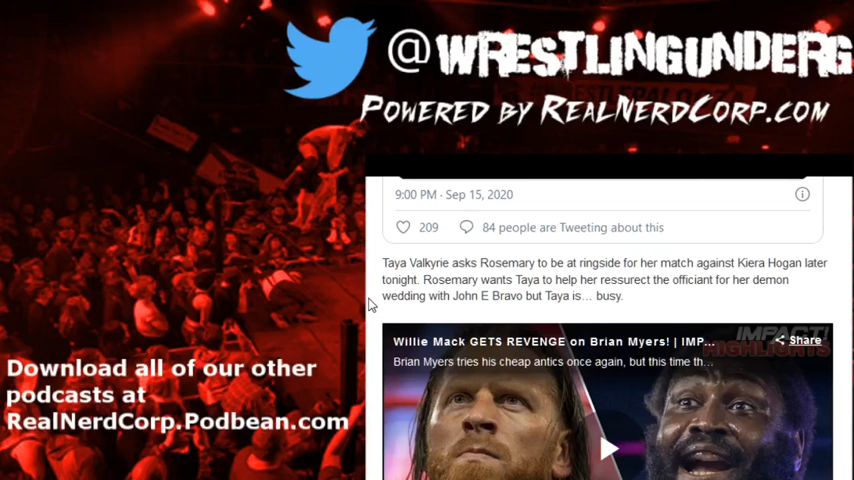 @WRESTLINGUNDERG
POWERED BY REALNERDCORP.COM
9:00 PM · Sep 15, 2020
209
84 people are Tweeting about this
Taya Valkyrie asks Rosemary to be at ringside for her match against Kiera Hogan later
tonight. Rosemary wants Taya to help her ressurect the officiant for her demon
wedding with John E Bravo but Taya is... busy.
Willie Mack GETS REVENGE on Brian Myers! | IMP...
Share
IMPACT!
HIGHLIGHTS
Brian Myers tries his cheap antics once again, but this time th...
Download all of our other
podcasts at
RealNerdCorp.Podbean.com